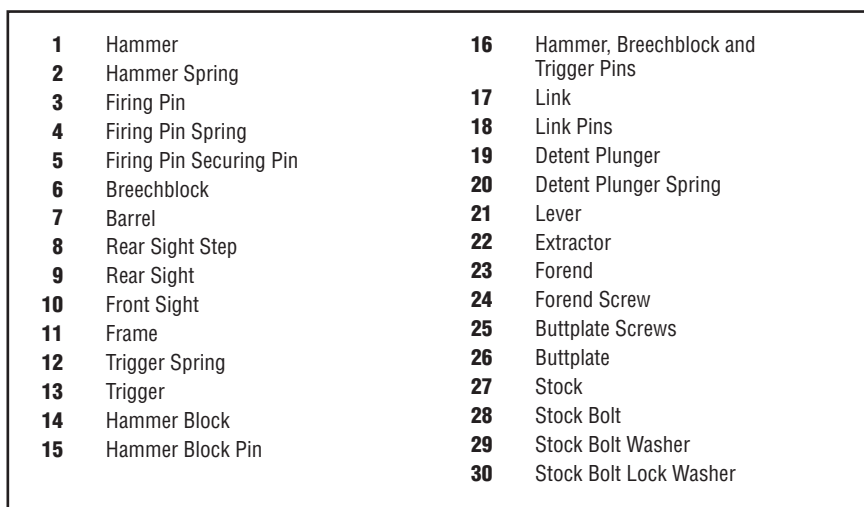 1 Hammer
2 Hammer Spring
3 Firing Pin
4 Firing Pin Spring
5 Firing Pin Securing Pin
6 Breechblock
7 Barrel
8 Rear Sight Step
9 Rear Sight
10 Front Sight
11 Frame
12 Trigger Spring
13 Trigger
14 Hammer Block
15 Hammer Block Pin
16 Hammer, Breechblock and
Trigger Pins
17 Link
18 Link Pins
19 Detent Plunger
20 Detent Plunger Spring
21 Lever
22 Extractor
23 Forend
24 Forend Screw
25 Buttplate Screws
26 Buttplate
27 Stock
28 Stock Bolt
29 Stock Bolt Washer
30 Stock Bolt Lock Washer